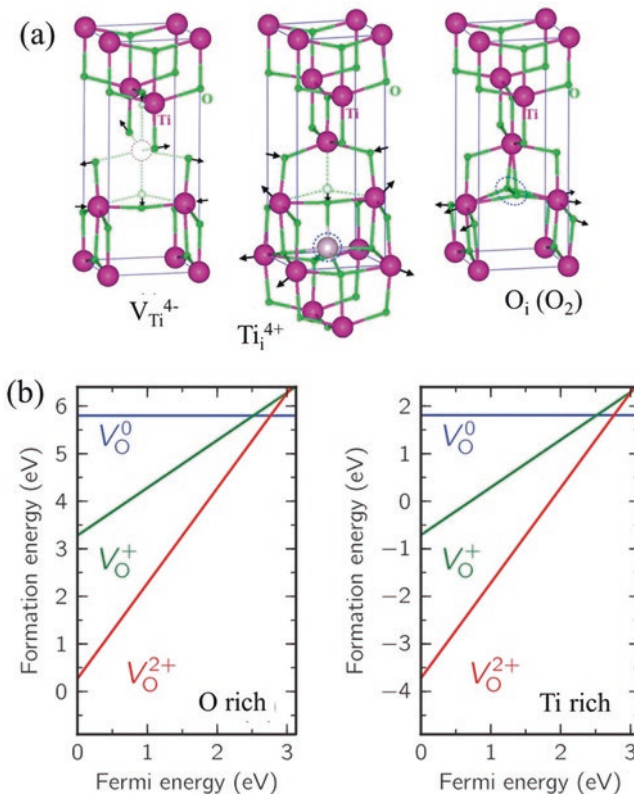 (a)
O O
Ti Ti Ti
O
V_Ti^4- Ti_i^4+ O_i (O_2)
(b)
6
5
4
3
2
1
0
Formation energy (eV)
V_O^0
V_O^+
V_O^2+
O rich
0 1 2 3
Fermi energy (eV)
2
1
0
−1
−2
−3
−4
Formation energy (eV)
V_O^0
V_O^+
V_O^2+
Ti rich
0 1 2 3
Fermi energy (eV)